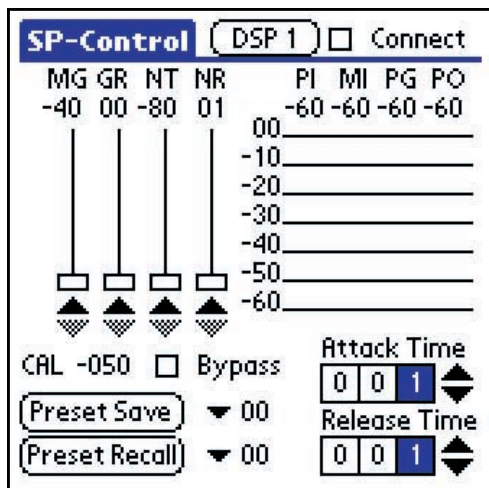 SP-Control DSP 1 Connect
MG GR NT NR PI MI PG PO
-40 00 -80 01 -60 -60 -60 -60
00
-10
-20
-30
-40
-50
-60
CAL -050 Bypass
Attack Time
0 0 1
Preset Save 00
Release Time
Preset Recall 00
0 0 1